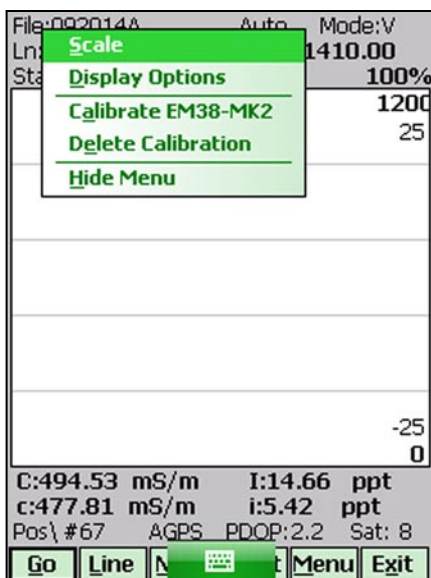 File:092014A Auto Mode:V
Ln: 1410.00
Sta 100%
Scale
Display Options
Calibrate EM38-MK2
Delete Calibration
Hide Menu
1200
25
-25
0
C:494.53 mS/m I:14.66 ppt
c:477.81 mS/m i:5.42 ppt
Pos\ #67 AGPS PDOP:2.2 Sat: 8
Go Line Menu Exit